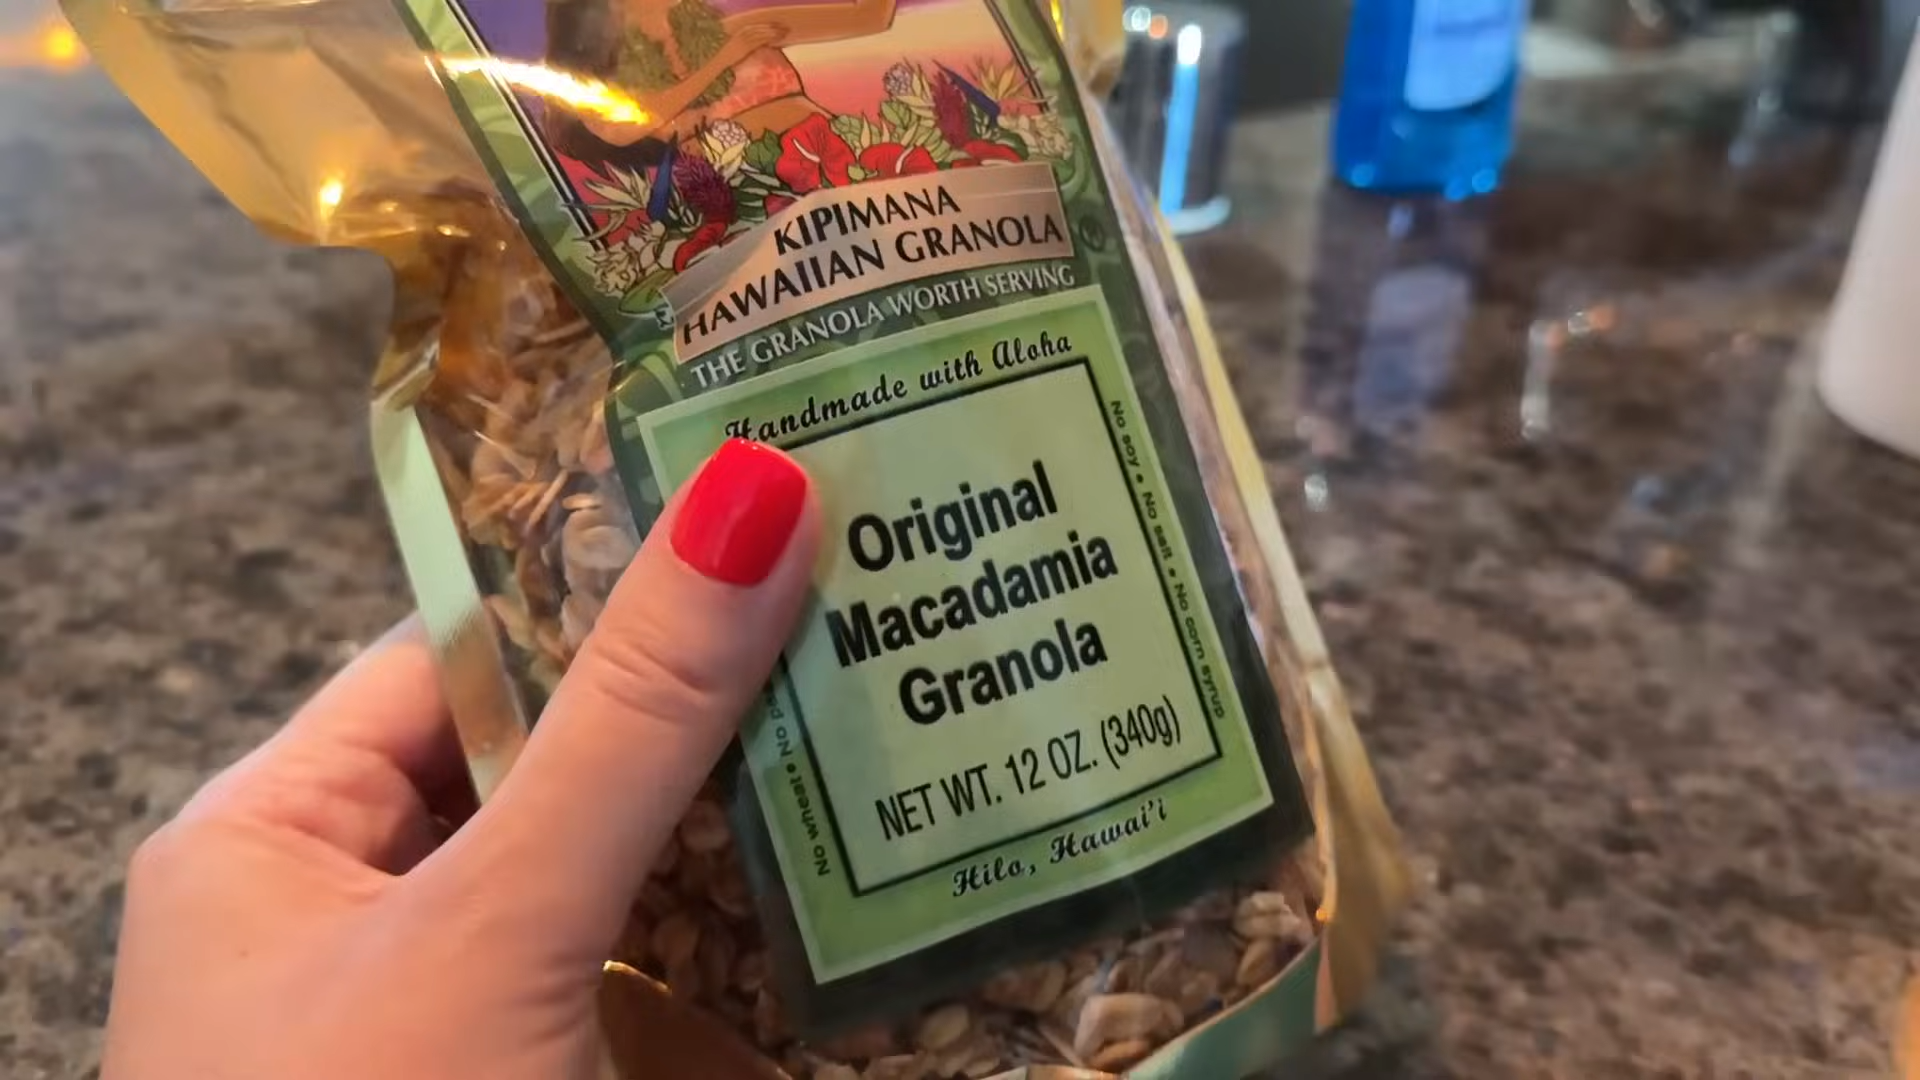 KIPIMANA
HAWAIIAN GRANOLA
®
THE GRANOLA WORTH SERVING
Handmade with Aloha
Original
Macadamia
Granola
NET WT. 12 OZ. (340g)
No wheat • No
No soy • No salt • No corn syrup
Hilo, Hawai'i